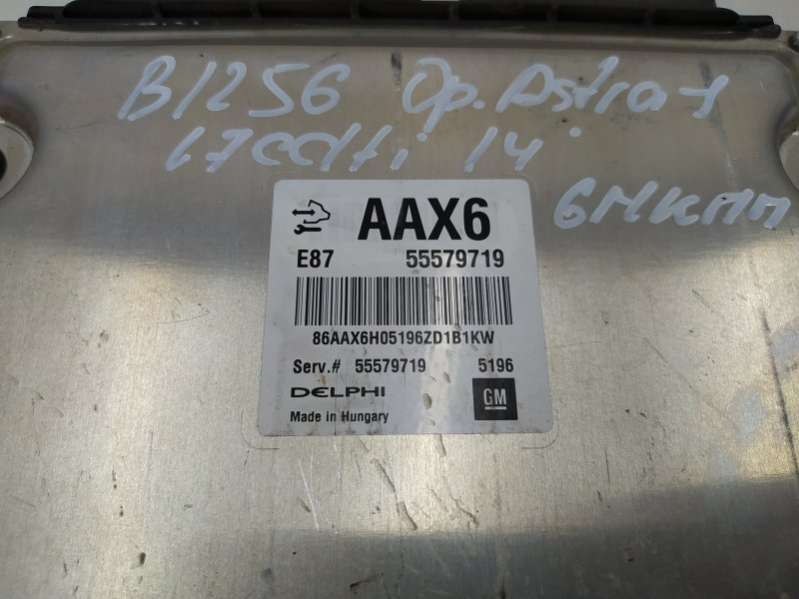 B1256 Op. Astra-J
1.7cdti 14
6МКПП
AAX6
E87 55579719
86AAX6H05196ZD1B1KW
Serv.# 55579719 5196
DELPHI GM
Made in Hungary